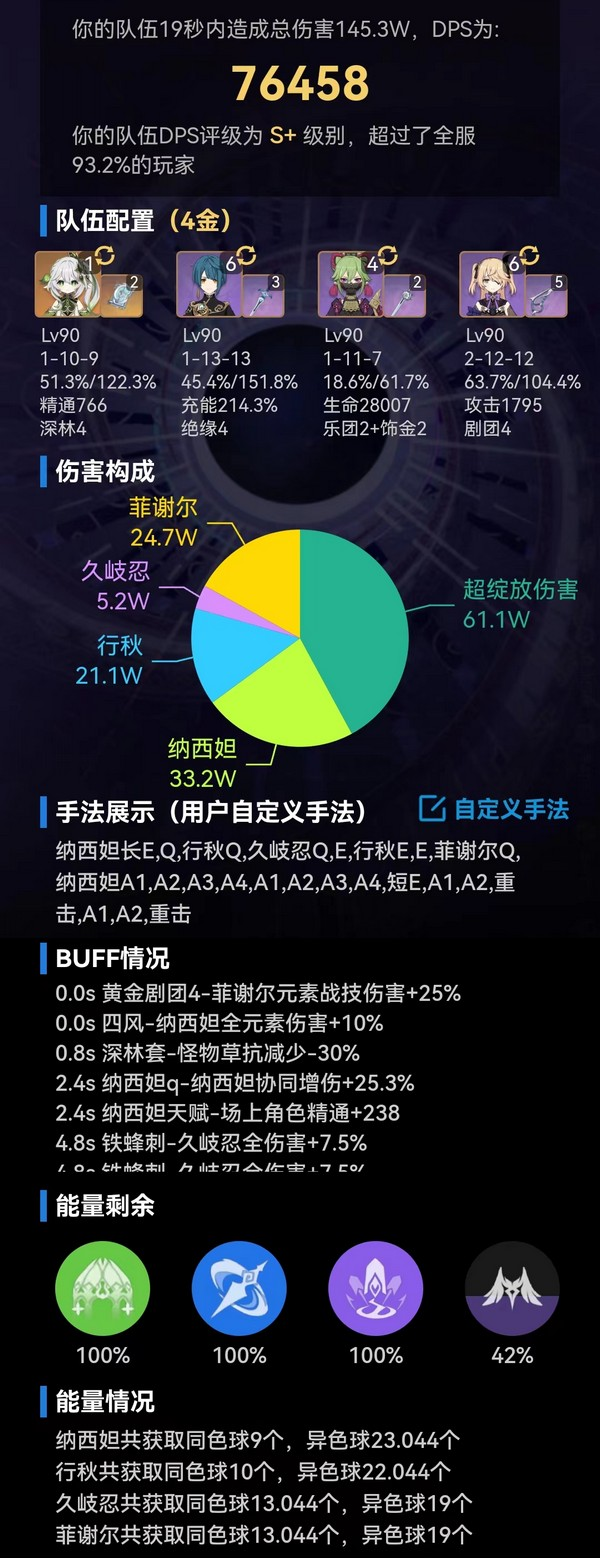 你的队伍19秒内造成总伤害145.3W，DPS为:
76458
你的队伍DPS评级为 S+ 级别，超过了全服
93.2%的玩家
队伍配置（4金）
1 2 6 3 4 2 6 5
Lv90 Lv90 Lv90 Lv90
1-10-9 1-13-13 1-11-7 2-12-12
51.3%/122.3% 45.4%/151.8% 18.6%/61.7% 63.7%/104.4%
精通766 充能214.3% 生命28007 攻击1795
深林4 绝缘4 乐团2+饰金2 剧团4
伤害构成
菲谢尔
24.7W
久岐忍
5.2W
超绽放伤害
61.1W
行秋
21.1W
纳西妲
33.2W
手法展示（用户自定义手法） 自定义手法
纳西妲长E,Q,行秋Q,久岐忍Q,E,行秋E,E,菲谢尔Q,
纳西妲A1,A2,A3,A4,A1,A2,A3,A4,短E,A1,A2,重
击,A1,A2,重击
BUFF情况
0.0s 黄金剧团4-菲谢尔元素战技伤害+25%
0.0s 四风-纳西妲全元素伤害+10%
0.8s 深林套-怪物草抗减少-30%
2.4s 纳西妲q-纳西妲协同增伤+25.3%
2.4s 纳西妲天赋-场上角色精通+238
4.8s 铁蜂刺-久岐忍全伤害+7.5%
4.8s 铁蜂刺-久岐忍全伤害+7.5%
能量剩余
100% 100% 100% 42%
能量情况
纳西妲共获取同色球9个，异色球23.044个
行秋共获取同色球10个，异色球22.044个
久岐忍共获取同色球13.044个，异色球19个
菲谢尔共获取同色球13.044个，异色球19个